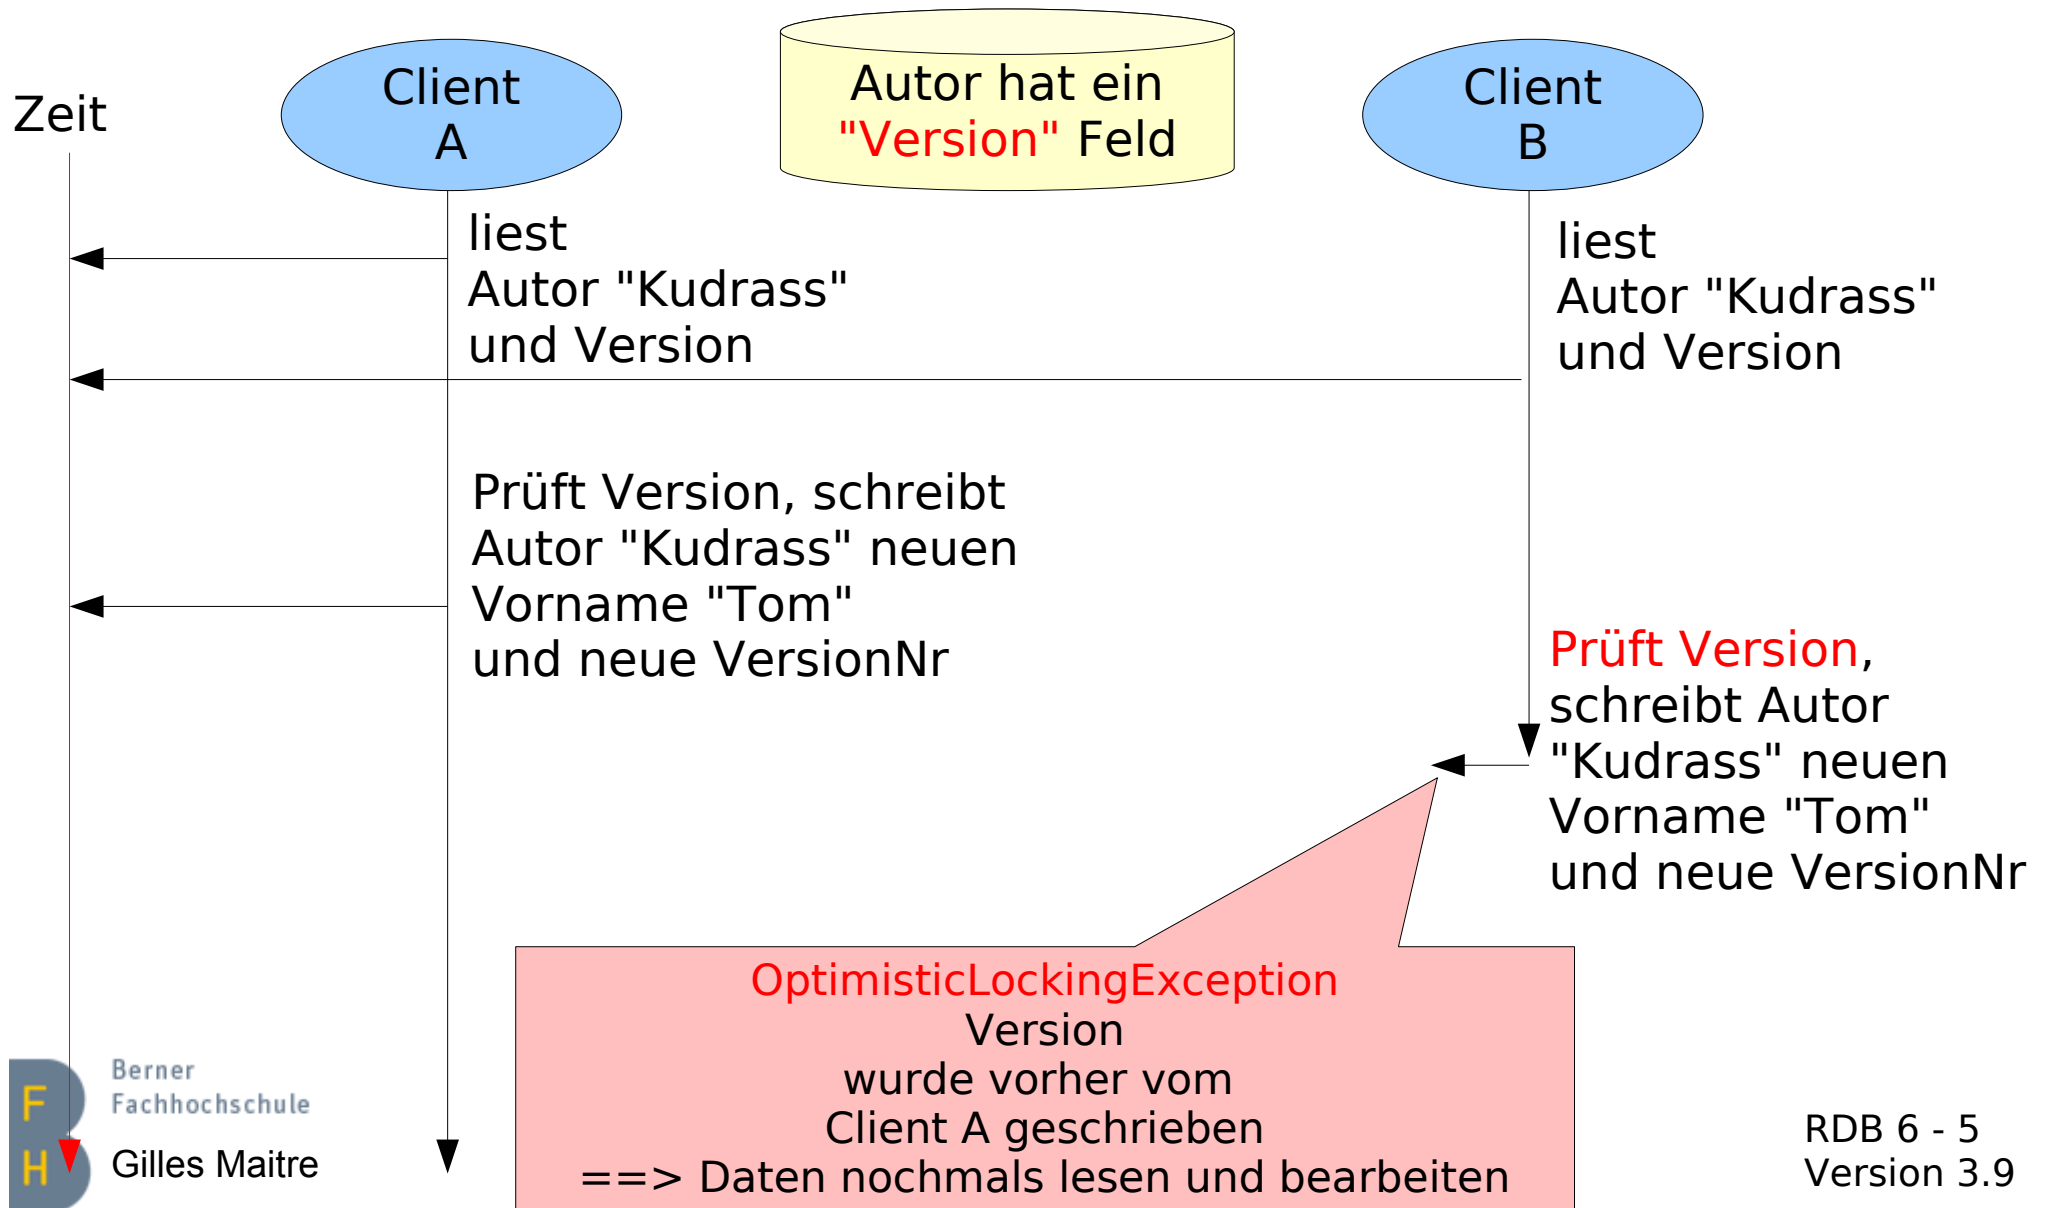 Zeit
Client
A
Autor hat ein
"Version" Feld
Client
B
liest
Autor "Kudrass"
und Version
liest
Autor "Kudrass"
und Version
Prüft Version, schreibt
Autor "Kudrass" neuen
Vorname "Tom"
und neue VersionNr
Prüft Version,
schreibt Autor
"Kudrass" neuen
Vorname "Tom"
und neue VersionNr
OptimisticLockingException
Version
wurde vorher vom
Client A geschrieben
==> Daten nochmals lesen und bearbeiten
F
H
Berner
Fachhochschule
Gilles Maitre
RDB 6 - 5
Version 3.9